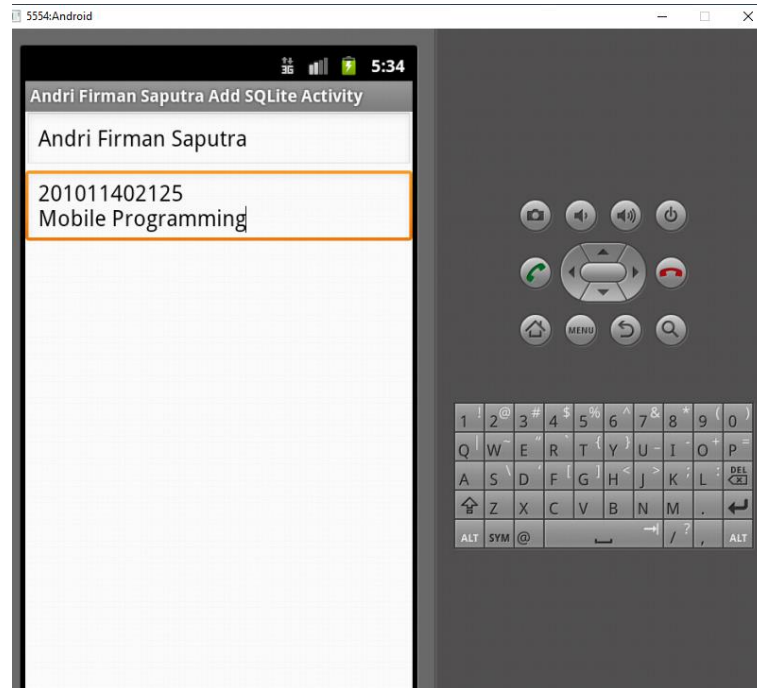 5554:Android
3G 5:34
Andri Firman Saputra Add SQLite Activity
Andri Firman Saputra
201011402125
Mobile Programming
MENU
1 ! 2 @ 3 # 4 $ 5 % 6 ^ 7 & 8 * 9 ( 0 )
Q | W ~ E " R ` T { Y } U _ I - O + P =
A S \ D ' F [ G ] H < J > K ; L : DEL
Z X C V B N M .
ALT SYM @ / ? , ALT